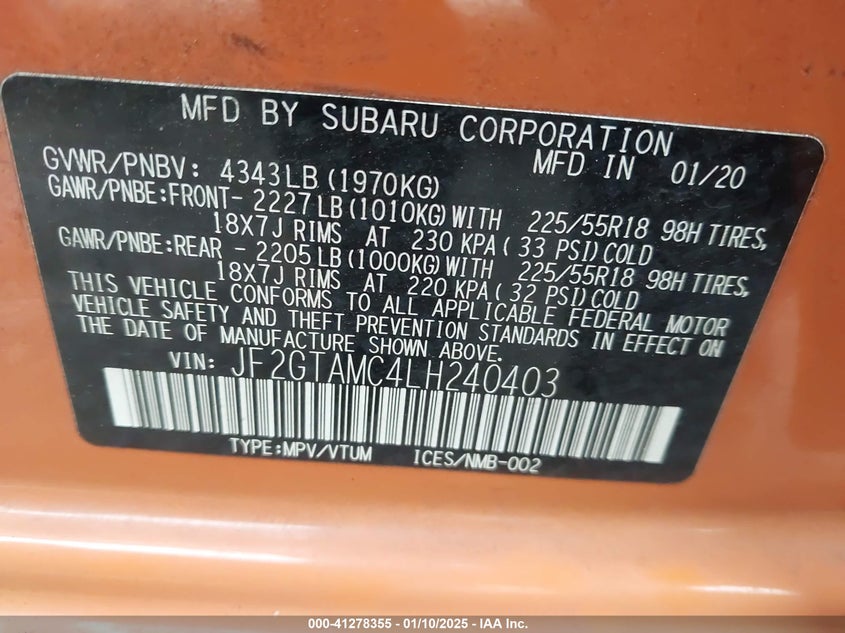 MFD BY SUBARU CORPORATION
GVWR/PNBV: 4343LB(1970KG) MFD IN 01/20
GAWR/PNBE:FRONT- 2227LB(1010KG)WITH 225/55R18 98H TIRES,
18X7J RIMS AT 230 KPA( 33 PSI)COLD
GAWR/PNBE:REAR - 2205LB(1000KG)WITH 225/55R18 98H TIRES,
18X7J RIMS AT 220 KPA( 32 PSI)COLD
THIS VEHICLE CONFORMS TO ALL APPLICABLE FEDERAL MOTOR
VEHICLE SAFETY AND THEFT PREVENTION STANDARDS IN EFFECT ON
THE DATE OF MANUFACTURE SHOWN ABOVE.
VIN: JF2GTAMC4LH240403
TYPE:MPV/VTUM ICES/NMB-002
000-41278355 — 01/10/2025 — IAA Inc.